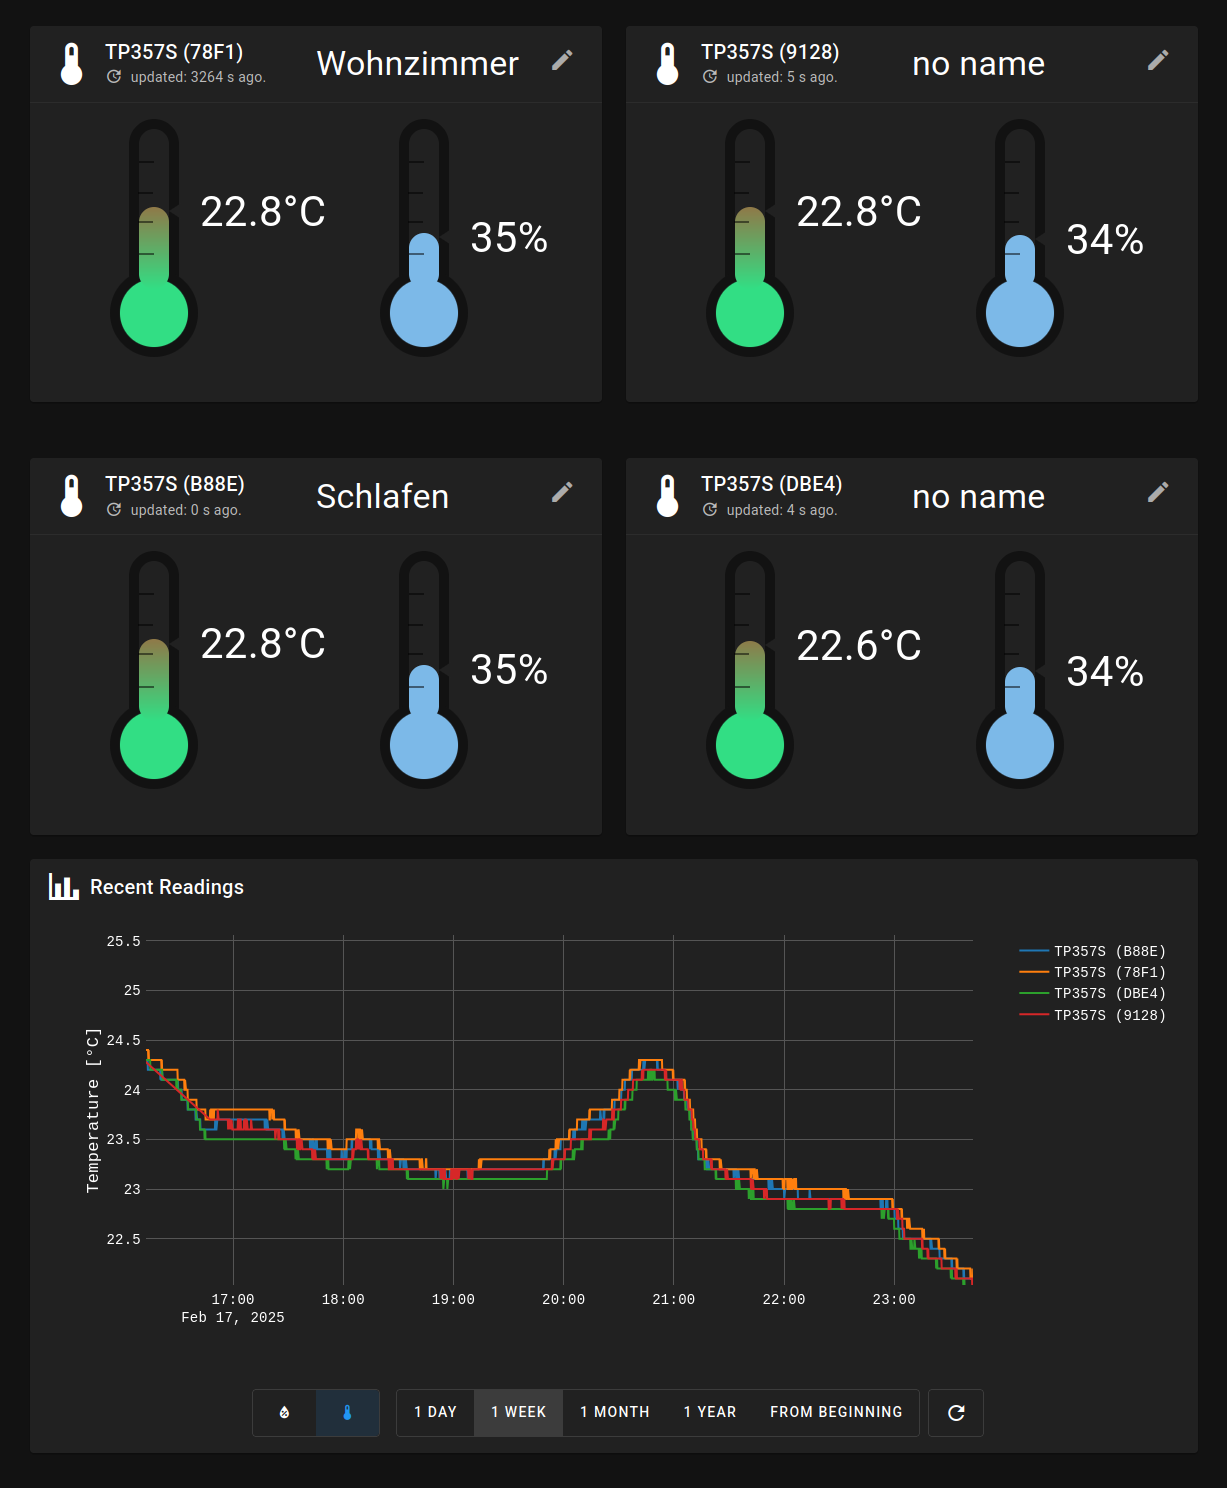 TP357S (78F1)
updated: 3264 s ago.
Wohnzimmer
22.8°C
35%
TP357S (9128)
updated: 5 s ago.
no name
22.8°C
34%
TP357S (B88E)
updated: 0 s ago.
Schlafen
22.8°C
35%
TP357S (DBE4)
updated: 4 s ago.
no name
22.6°C
34%
Recent Readings
Temperature [°C]
25.5
25
24.5
24
23.5
23
22.5
17:00 18:00 19:00 20:00 21:00 22:00 23:00
Feb 17, 2025
TP357S (B88E)
TP357S (78F1)
TP357S (DBE4)
TP357S (9128)
1 DAY 1 WEEK 1 MONTH 1 YEAR FROM BEGINNING